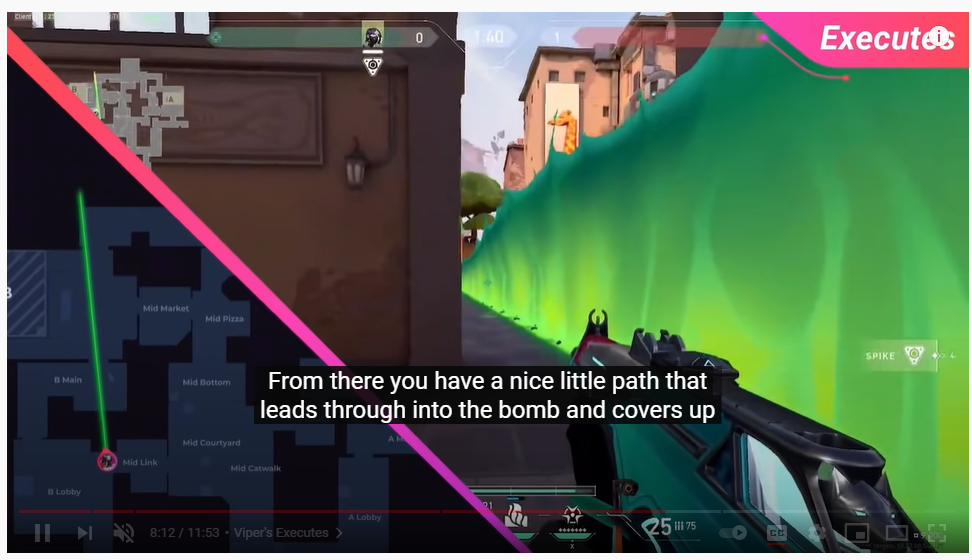 Executes
0
1:40
1
B
A
B
Mid Market
Mid Pizza
SPIKE
B Main
Mid Bottom
From there you have a nice little path that
leads through into the bomb and covers up
Mid Courtyard
Mid Link
Mid Catwalk
B Lobby
A Lobby
25 75
8:12 / 11:53 • Viper's Executes
CC
X